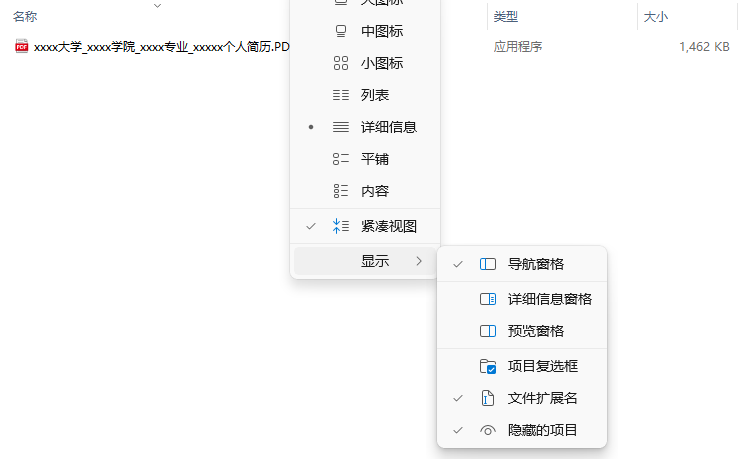 名称
类型
大小
xxxx大学_xxxx学院_xxxx专业_xxxxx个人简历.PD
应用程序
1,462 KB
大图标
中图标
小图标
列表
详细信息
平铺
内容
紧凑视图
显示
导航窗格
详细信息窗格
预览窗格
项目复选框
文件扩展名
隐藏的项目